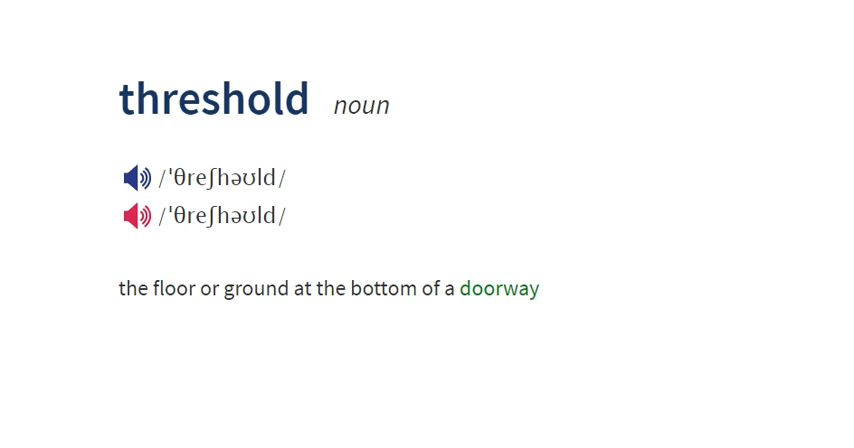 threshold noun
/ˈθreʃhəʊld/
/ˈθreʃhəʊld/
the floor or ground at the bottom of a doorway